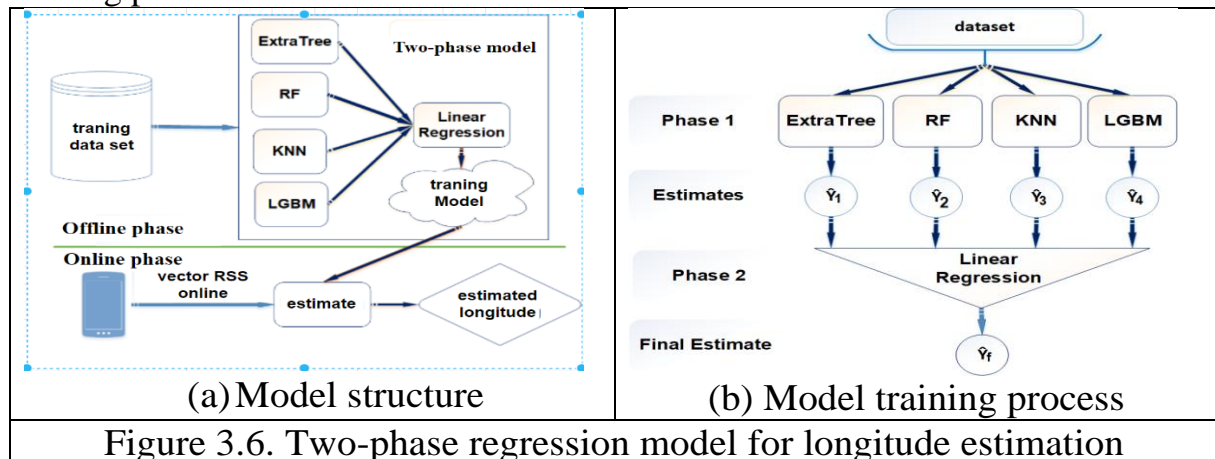 ExtraTree
Two-phase model
RF
traning
data set
Linear
Regression
KNN
traning
Model
LGBM
Offline phase
Online phase
vector RSS
online
estimate
estimated
longitude
(a) Model structure
dataset
Phase 1
ExtraTree
RF
KNN
LGBM
Estimates
Ŷ1
Ŷ2
Ŷ3
Ŷ4
Phase 2
Linear
Regression
Final Estimate
Ŷf
(b) Model training process
Figure 3.6. Two-phase regression model for longitude estimation